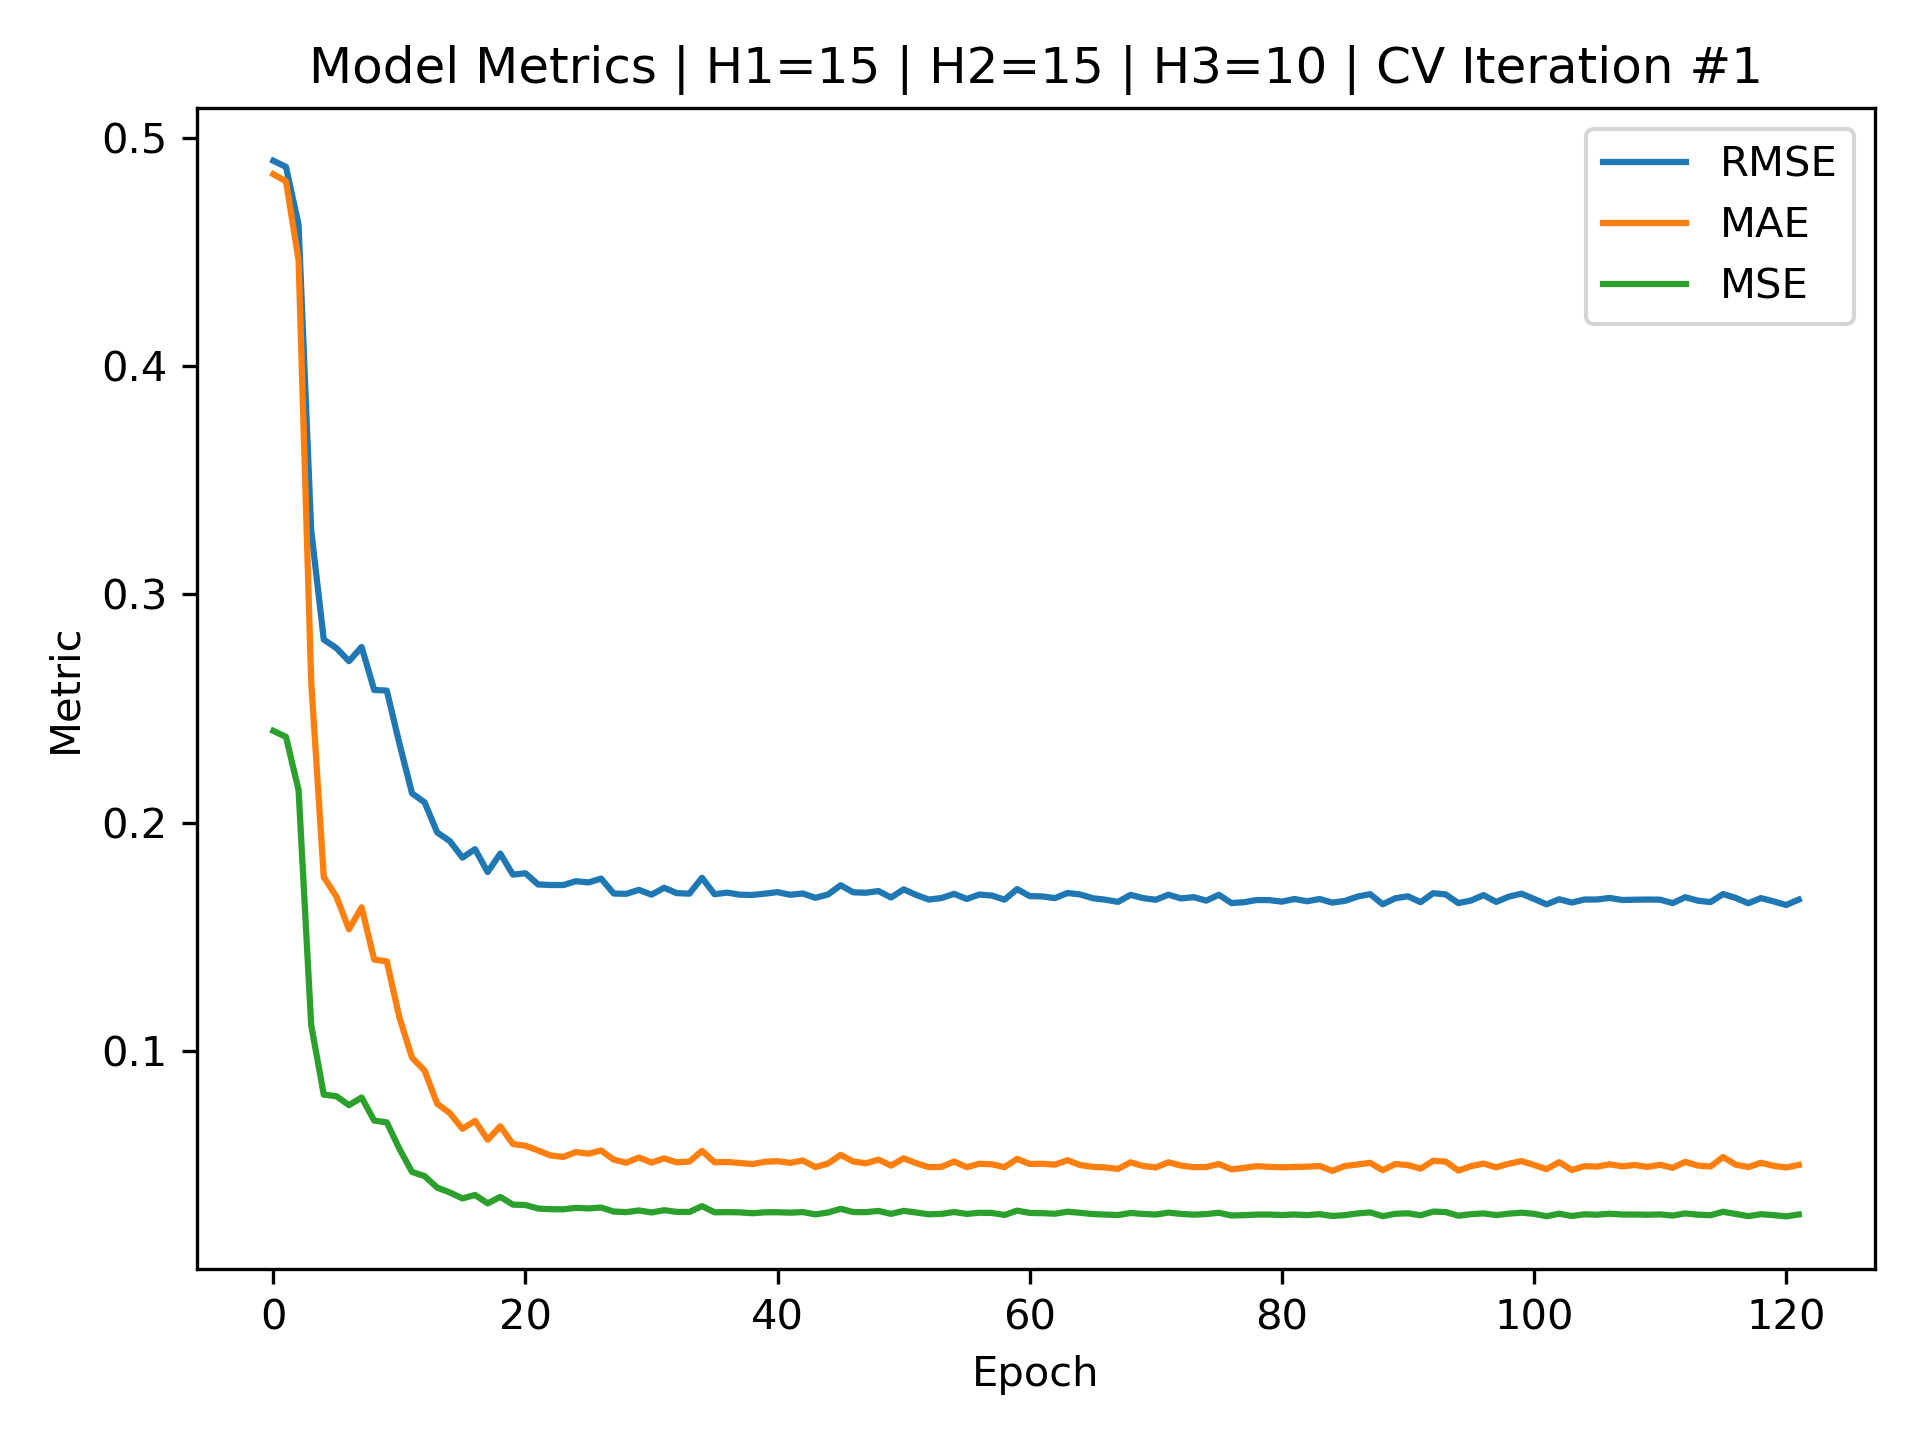 Model Metrics | H1=15 | H2=15 | H3=10 | CV Iteration #1
RMSE
MAE
MSE
0.5
0.4
0.3
0.2
0.1
Metric
0 20 40 60 80 100 120
Epoch